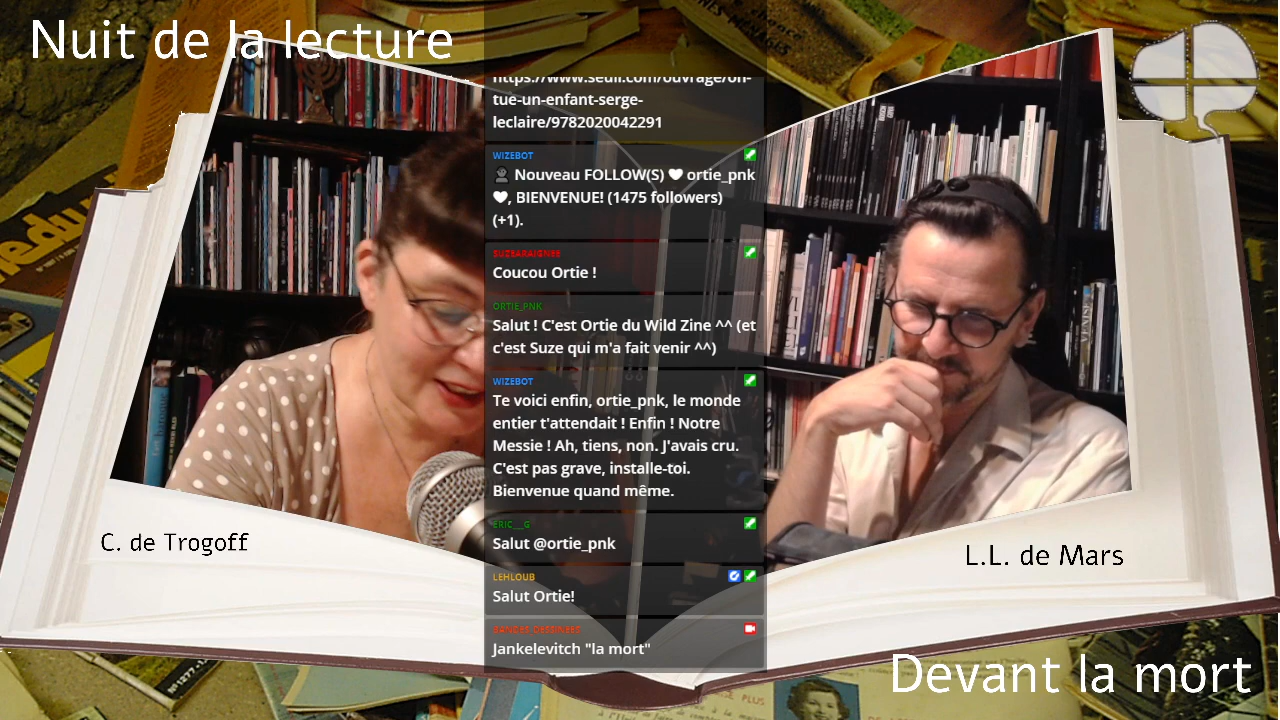 Nuit de la lecture
https://www.seuil.com/ouvrage/on-
tue-un-enfant-serge-
leclaire/9782020042291
WIZEBOT
Nouveau FOLLOW(S) ♥ ortie_pnk
♥, BIENVENUE! (1475 followers)
(+1).
SUZEARAIGNEE
Coucou Ortie !
ORTIE_PNK
Salut ! C'est Ortie du Wild Zine ^^ (et
c'est Suze qui m'a fait venir ^^)
WIZEBOT
Te voici enfin, ortie_pnk, le monde
entier t'attendait ! Enfin ! Notre
Messie ! Ah, tiens, non. J'avais cru.
C'est pas grave, installe-toi.
Bienvenue quand même.
ERIC__G
Salut @ortie_pnk
LEHLOUB
Salut Ortie!
BANDES_DESSINEES
Jankelevitch "la mort"
C. de Trogoff
L.L. de Mars
Devant la mort